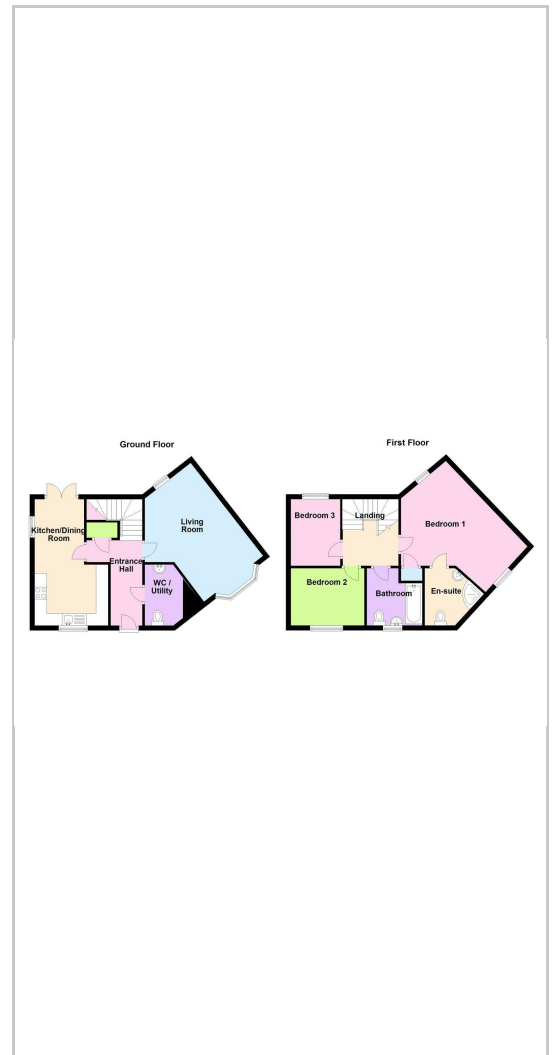 Ground Floor
Kitchen/Dining
Room
Living
Room
Entrance
Hall
WC /
Utility
First Floor
Bedroom 3
Landing
Bedroom 1
Bedroom 2
Bathroom
En-suite